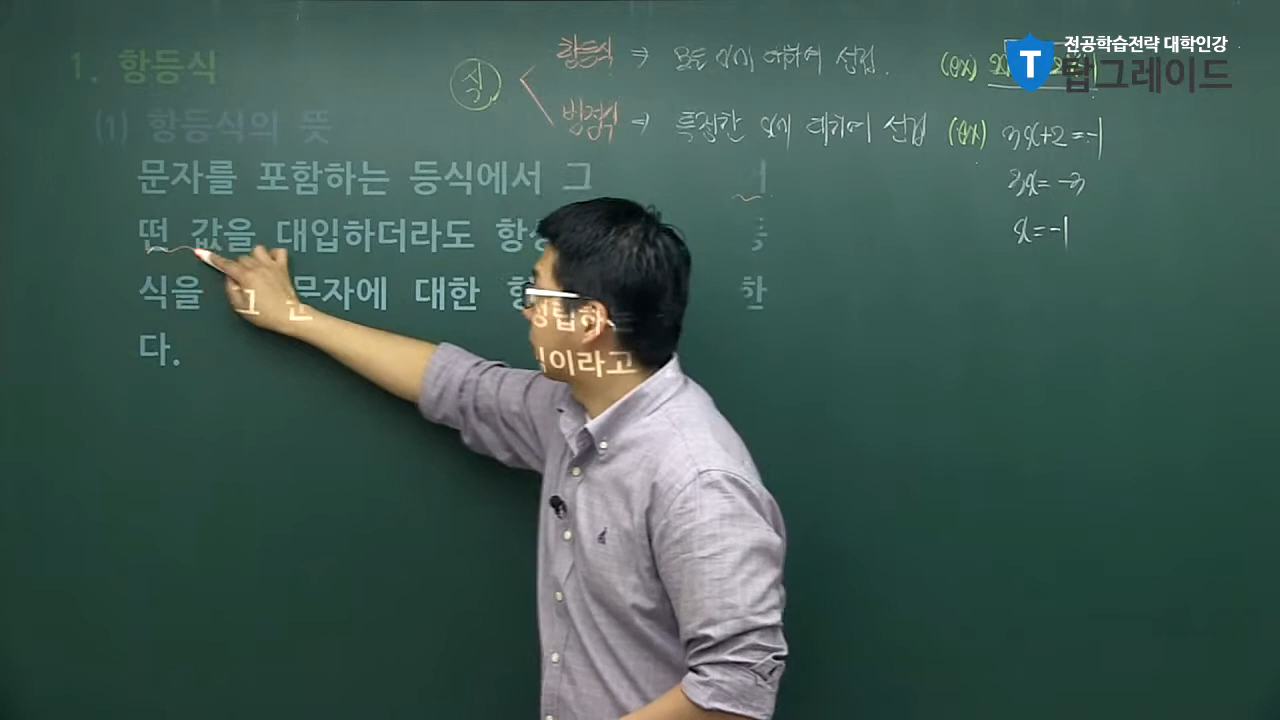 전공학습전략 대학인강
탑그레이드
1. 항등식
(1) 항등식의 뜻
문자를 포함하는 등식에서 그
떤 값을 대입하더라도 항
식을 그 문자에 대한 한
성립하는
식이라고
다.
식
항등식 → 모든 x에 대하여 성립. (ex)
방정식 → 특정한 x에 대하여 성립 (ex) 3x+2=-1
3x=-3
x=-1